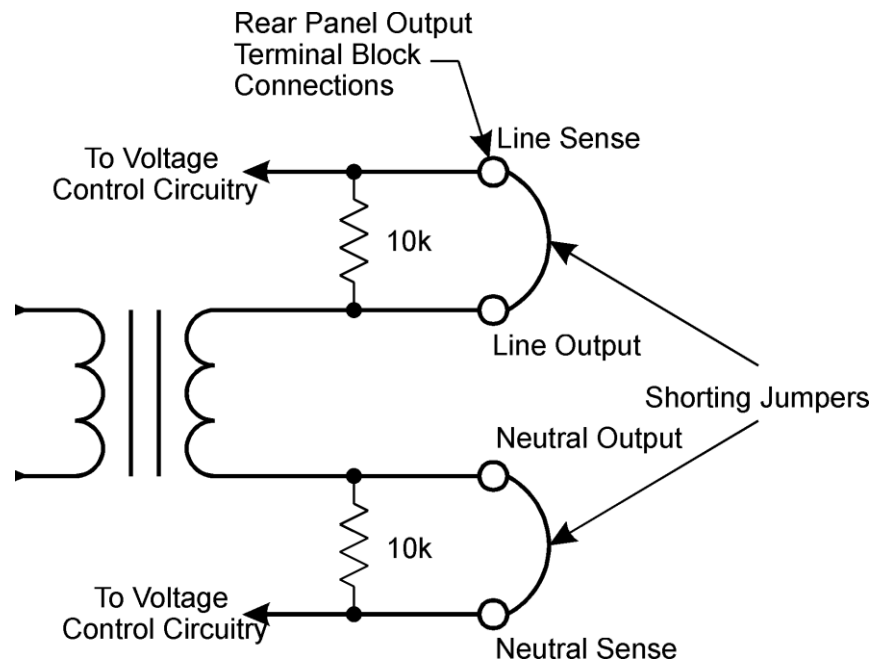 Rear Panel Output
Terminal Block
Connections
Line Sense
To Voltage
Control Circuitry
10k
Line Output
Shorting Jumpers
Neutral Output
10k
To Voltage
Control Circuitry
Neutral Sense